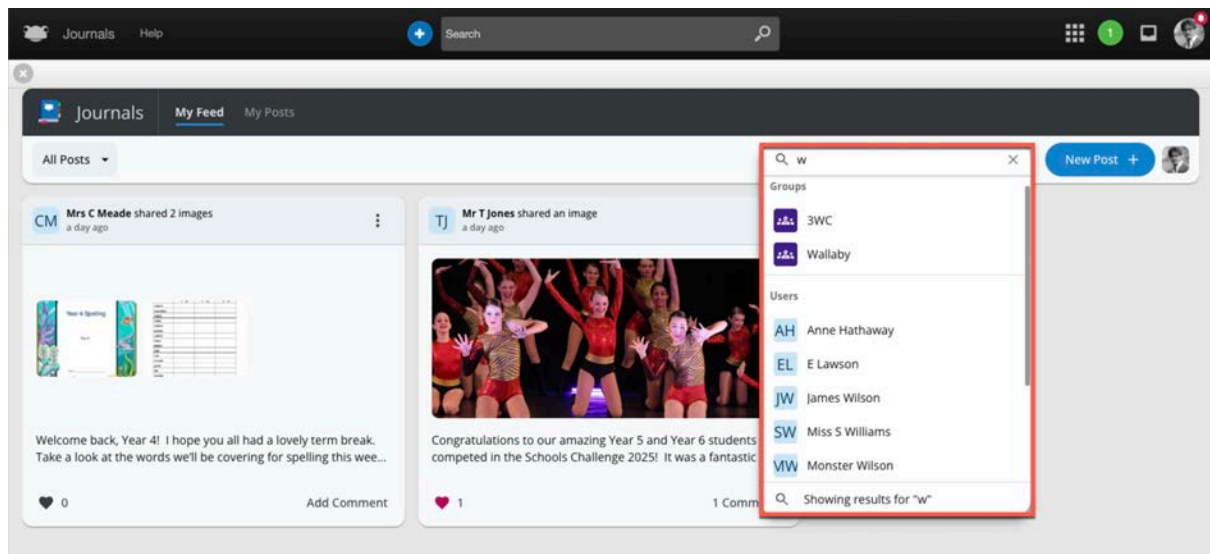 Journals Help
Search
1
Journals My Feed My Posts
All Posts
w
New Post +
Groups
3WC
Wallaby
Users
AH Anne Hathaway
EL E Lawson
JW James Wilson
SW Miss S Williams
MW Monster Wilson
Showing results for "w"
CM Mrs C Meade shared 2 images
a day ago
Year 4 Spelling
Welcome back, Year 4! I hope you all had a lovely term break.
Take a look at the words we'll be covering for spelling this wee...
0 Add Comment
TJ Mr T Jones shared an image
a day ago
Congratulations to our amazing Year 5 and Year 6 students
competed in the Schools Challenge 2025! It was a fantastic
1 1 Comm